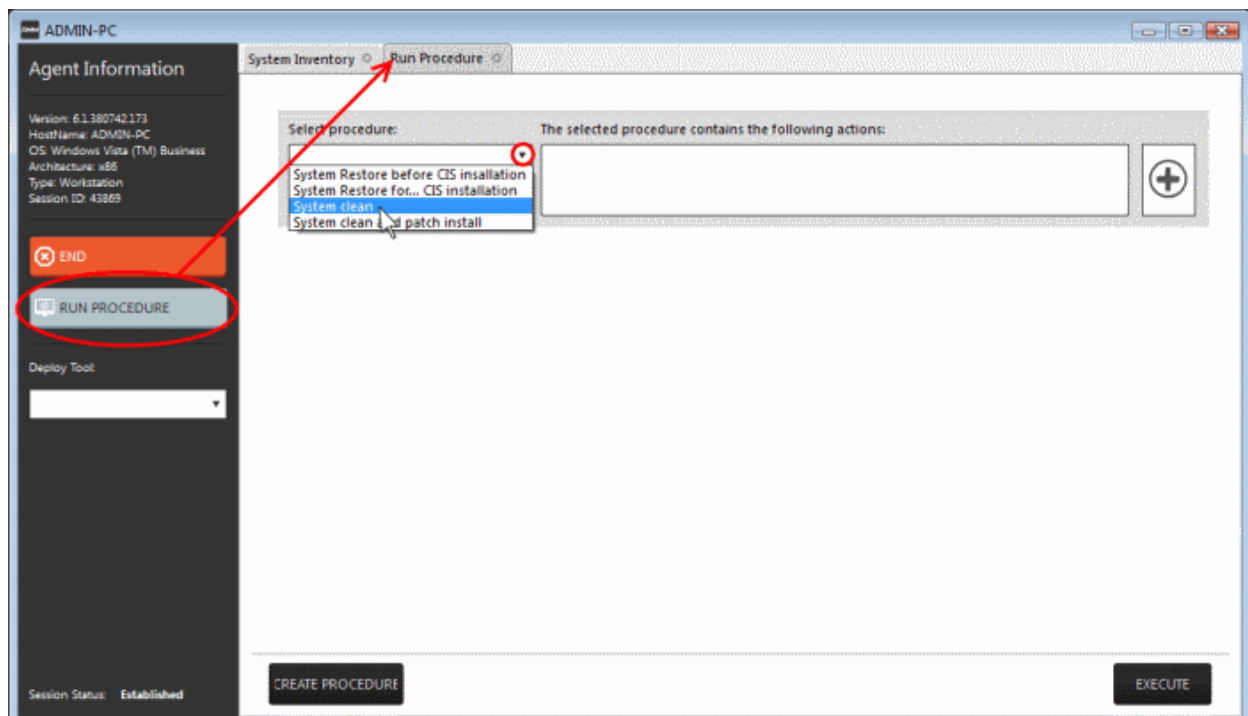 ADMIN-PC
Agent Information
Version: 6.1.380742.173
HostName: ADMIN-PC
OS: Windows Vista (TM) Business
Architecture: x86
Type: Workstation
Session ID: 43869
END
RUN PROCEDURE
Deploy Tool:
Session Status: Established
System Inventory
Run Procedure
Select procedure:
The selected procedure contains the following actions:
System Restore before CIS insallation
System Restore for... CIS installation
System clean
System clean and patch install
CREATE PROCEDURE
EXECUTE